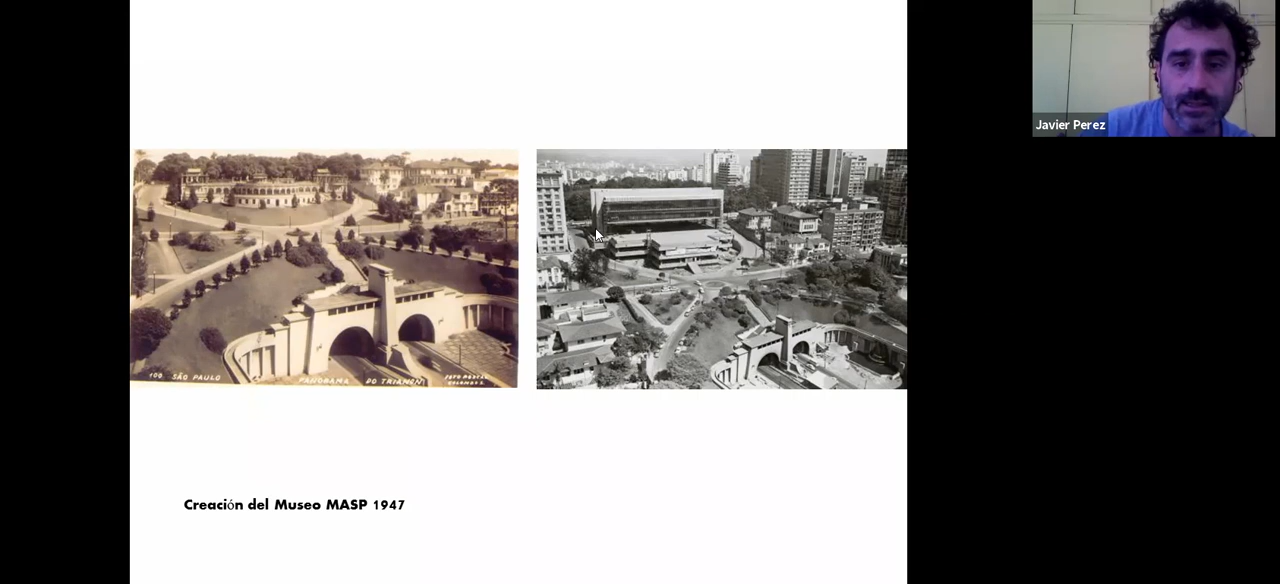 Javier Perez
109 SÃO PAULO
PANORAMA DO TRIANON
Creación del Museo MASP 1947